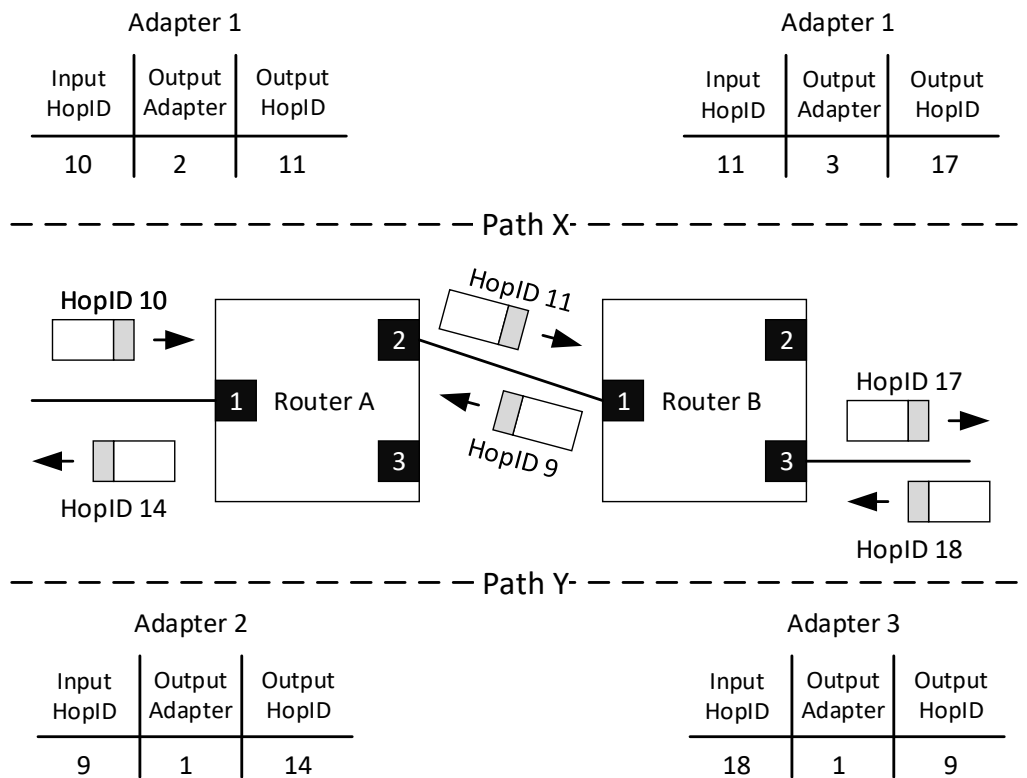 Adapter 1
Input HopID
Output Adapter
Output HopID
10
2
11
Adapter 1
Input HopID
Output Adapter
Output HopID
11
3
17
Path X
HopID 10
HopID 11
1
Router A
2
3
HopID 14
HopID 9
1
Router B
2
3
HopID 17
HopID 18
Path Y
Adapter 2
Input HopID
Output Adapter
Output HopID
9
1
14
Adapter 3
Input HopID
Output Adapter
Output HopID
18
1
9